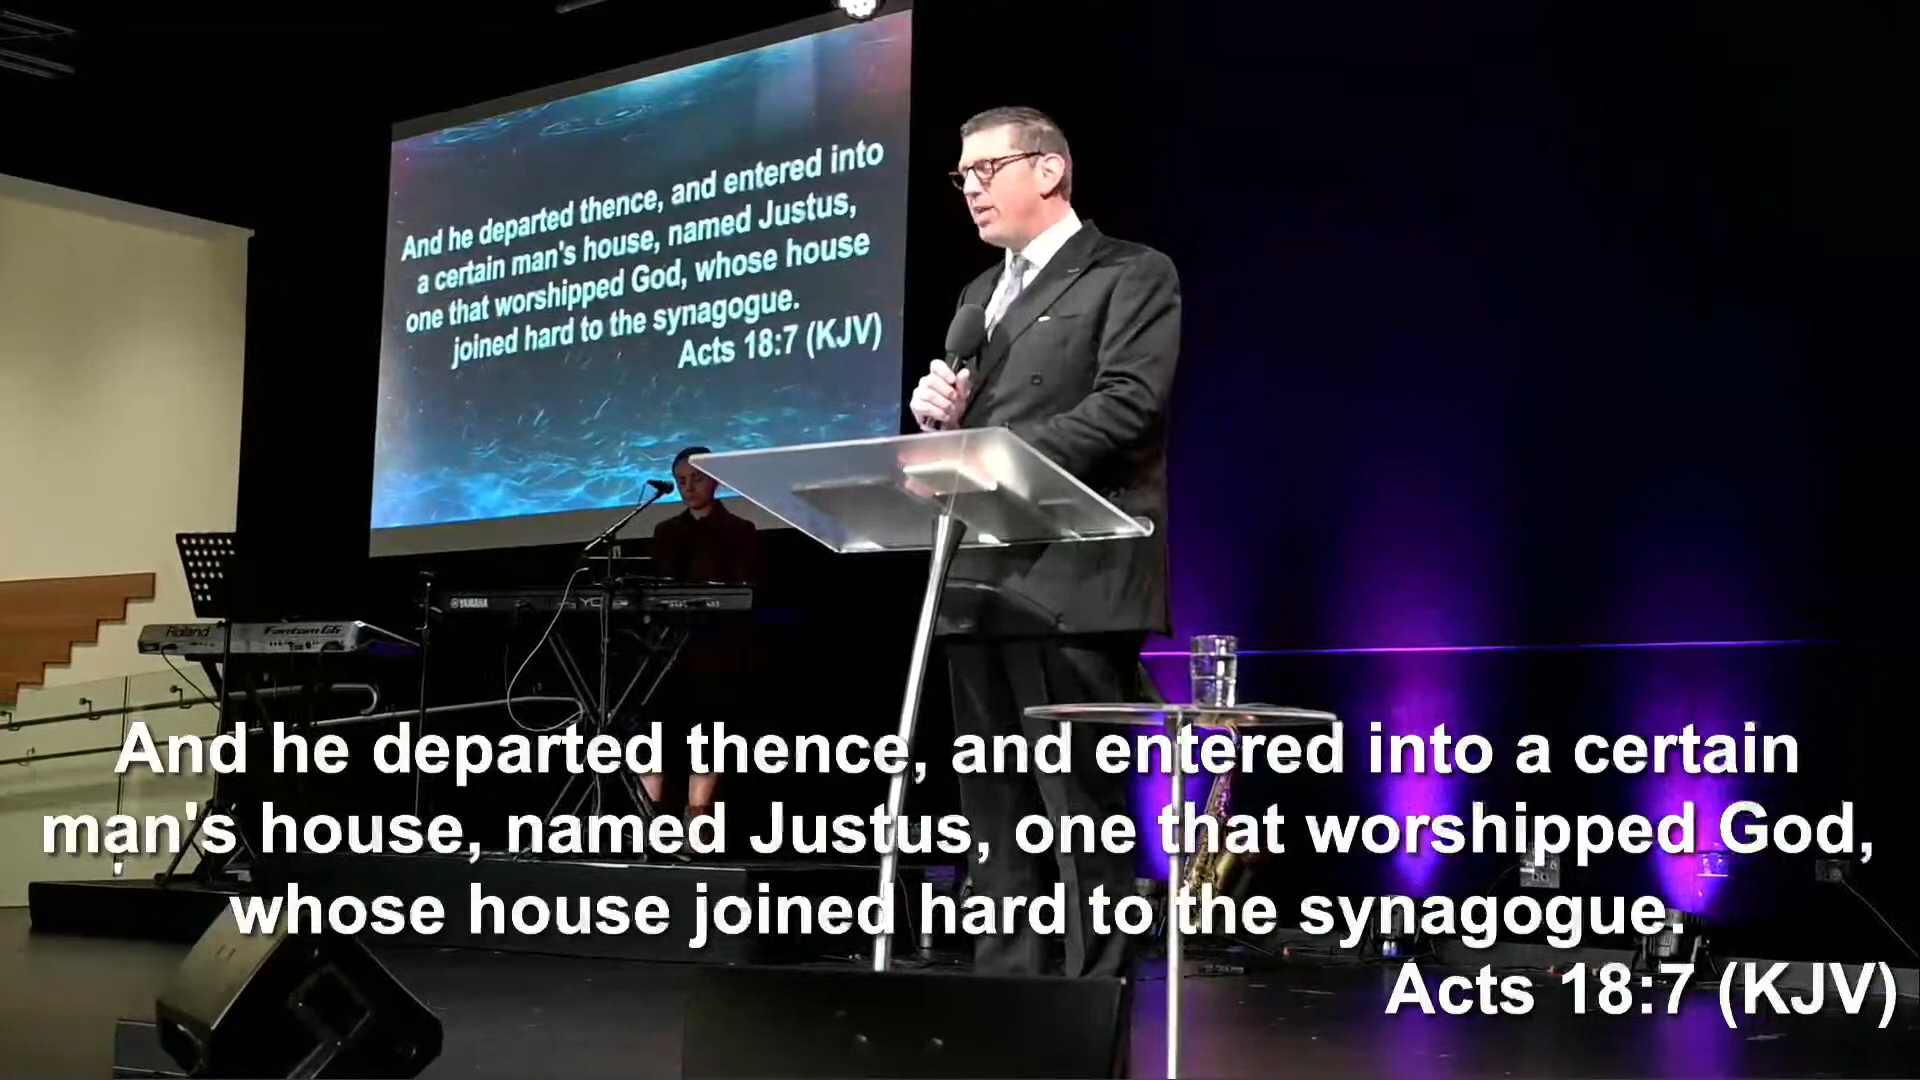 And he departed thence, and entered into
a certain man's house, named Justus,
one that worshipped God, whose house
joined hard to the synagogue.
Acts 18:7 (KJV)
YAMAHA
Roland
Fantom G6
And he departed thence, and entered into a certain
man's house, named Justus, one that worshipped God,
whose house joined hard to the synagogue.
Acts 18:7 (KJV)